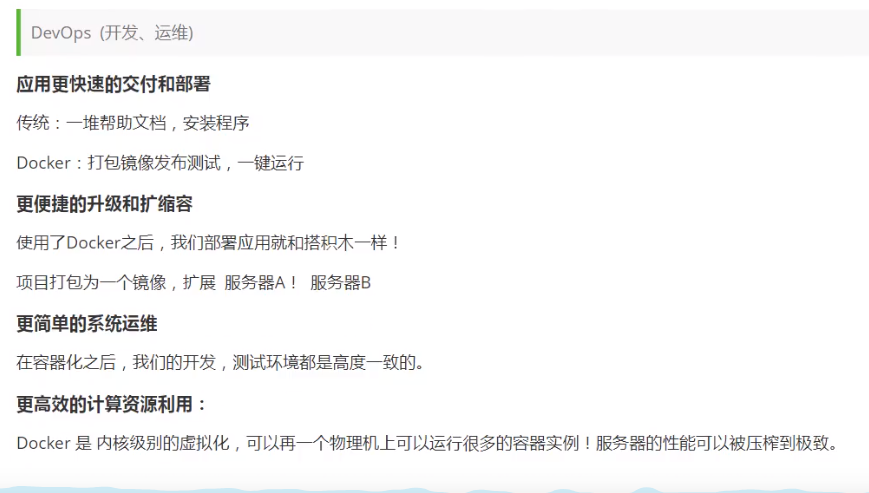 DevOps（开发、运维)
应用更快速的交付和部署
传统：一堆帮助文档，安装程序
Docker：打包镜像发布测试，一键运行
更便捷的升级和扩缩容
使用了Docker之后，我们部署应用就和搭积木一样！
项目打包为一个镜像，扩展 服务器A！ 服务器B
更简单的系统运维
在容器化之后，我们的开发，测试环境都是高度一致的。
更高效的计算资源利用：
Docker 是 内核级别的虚拟化，可以再一个物理机上可以运行很多的容器实例！服务器的性能可以被压榨到极致。